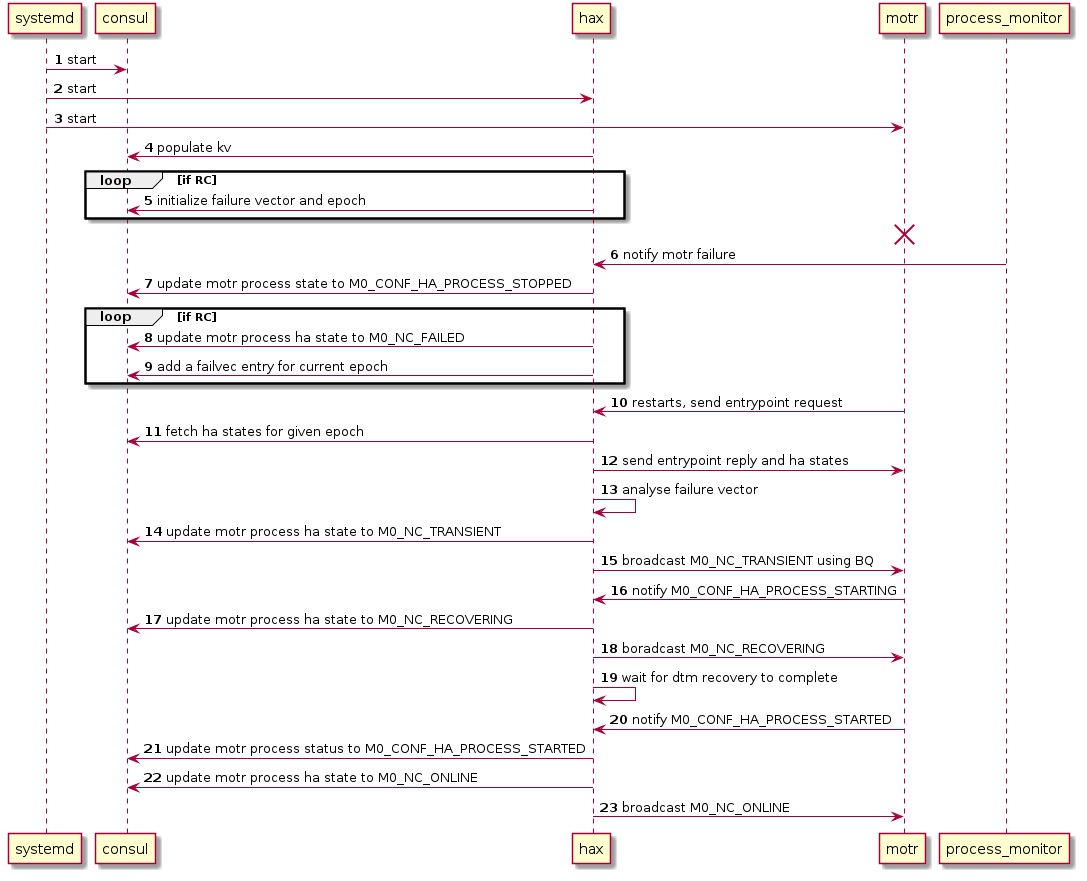 systemd consul hax motr process_monitor
1 start
2 start
3 start
4 populate kv
loop [if RC]
5 initialize failure vector and epoch
6 notify motr failure
7 update motr process state to M0_CONF_HA_PROCESS_STOPPED
loop [if RC]
8 update motr process ha state to M0_NC_FAILED
9 add a failvec entry for current epoch
10 restarts, send entrypoint request
11 fetch ha states for given epoch
12 send entrypoint reply and ha states
13 analyse failure vector
14 update motr process ha state to M0_NC_TRANSIENT
15 broadcast M0_NC_TRANSIENT using BQ
16 notify M0_CONF_HA_PROCESS_STARTING
17 update motr process ha state to M0_NC_RECOVERING
18 boradcast M0_NC_RECOVERING
19 wait for dtm recovery to complete
20 notify M0_CONF_HA_PROCESS_STARTED
21 update motr process status to M0_CONF_HA_PROCESS_STARTED
22 update motr process ha state to M0_NC_ONLINE
23 broadcast M0_NC_ONLINE
systemd consul hax motr process_monitor